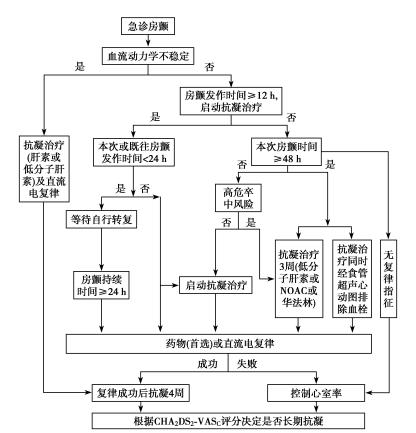 急诊房颤
血流动力学不稳定
是
否
房颤发作时间≥12 h,
启动抗凝治疗
是
否
抗凝治疗
(肝素或
低分子肝
素)及直流
电复律
本次或既往房颤
发作时间<24 h
本次房颤时间
≥48 h
是
否
否
是
等待自行转复
高危卒
中风险
否
是
房颤持续
时间≥24 h
启动抗凝治疗
抗凝治疗
3周(低分
子肝素或
NOAC或
华法林)
抗凝治
疗同时
经食管
超声心
动图排
除血栓
无
复
律
指
征
药物(首选)或直流电复律
成功
失败
复律成功后抗凝4周
控制心室率
根据CHA2DS2-VASC评分决定是否长期抗凝